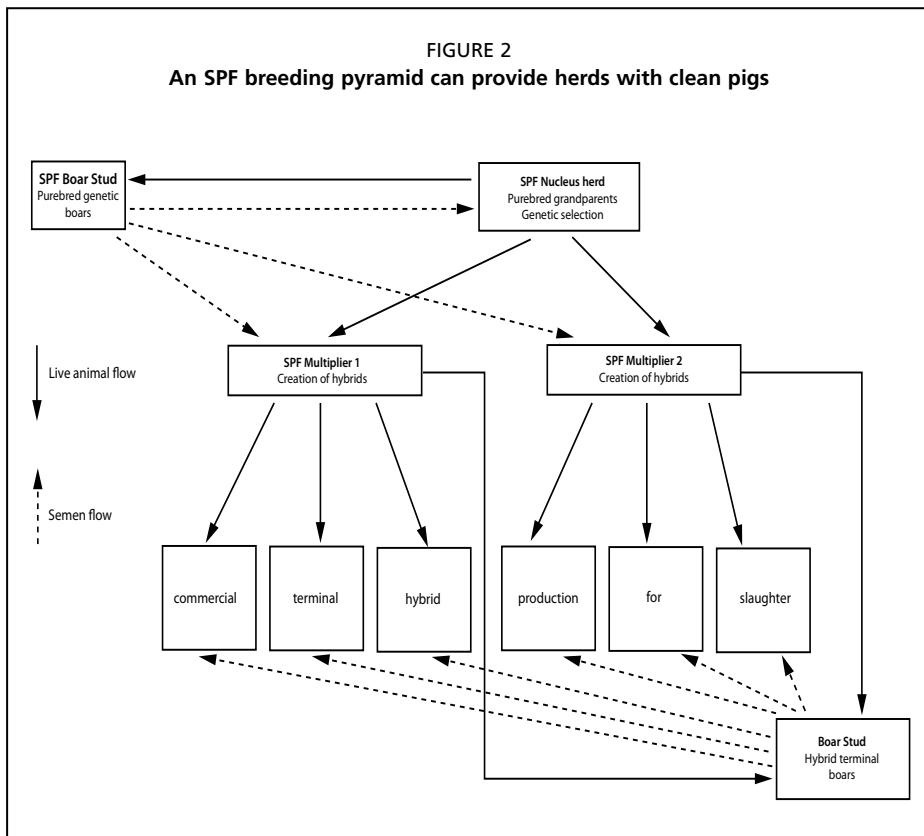 FIGURE 2
An SPF breeding pyramid can provide herds with clean pigs
SPF Boar Stud
Purebred genetic
boars
SPF Nucleus herd
Purebred grandparents
Genetic selection
Live animal flow
SPF Multiplier 1
Creation of hybrids
SPF Multiplier 2
Creation of hybrids
Semen flow
commercial
terminal
hybrid
production
for
slaughter
Boar Stud
Hybrid terminal
boars